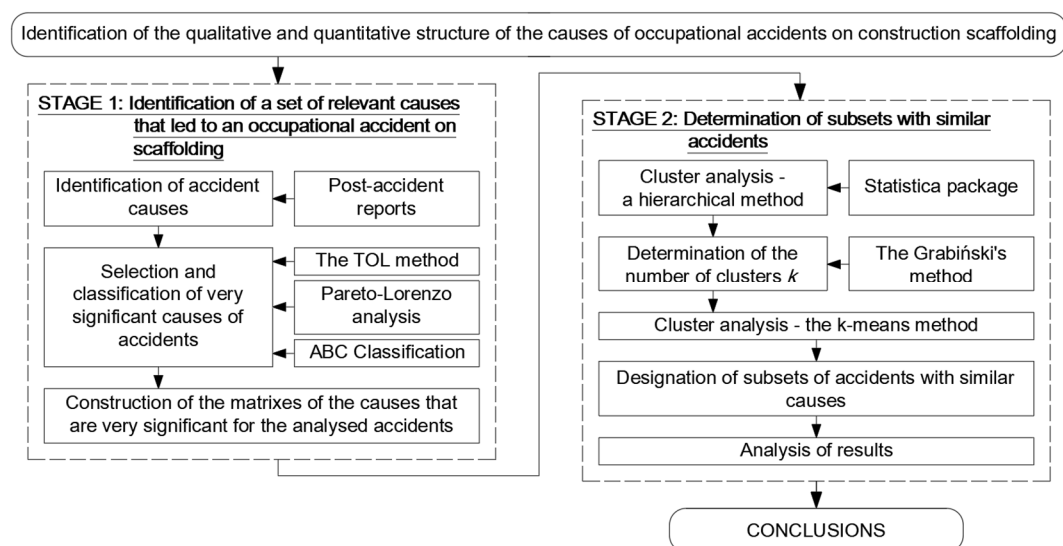 Identification of the qualitative and quantitative structure of the causes of occupational accidents on construction scaffolding
STAGE 1: Identification of a set of relevant causes
that led to an occupational accident on
scaffolding
Identification of accident
causes
Post-accident
reports
Selection and
classification of very
significant causes of
accidents
The TOL method
Pareto-Lorenzo
analysis
ABC Classification
Construction of the matrixes of the causes that
are very significant for the analysed accidents
STAGE 2: Determination of subsets with similar
accidents
Cluster analysis -
a hierarchical method
Statistica package
Determination of the
number of clusters k
The Grabiński's
method
Cluster analysis - the k-means method
Designation of subsets of accidents with similar
causes
Analysis of results
CONCLUSIONS